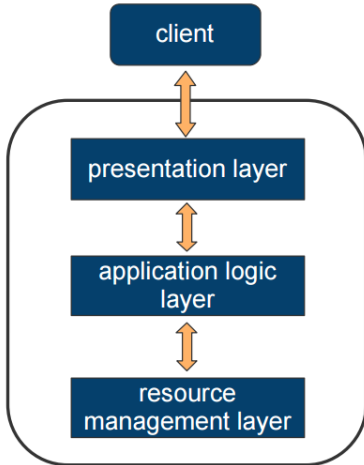 client
presentation layer
application logic
layer
resource
management layer